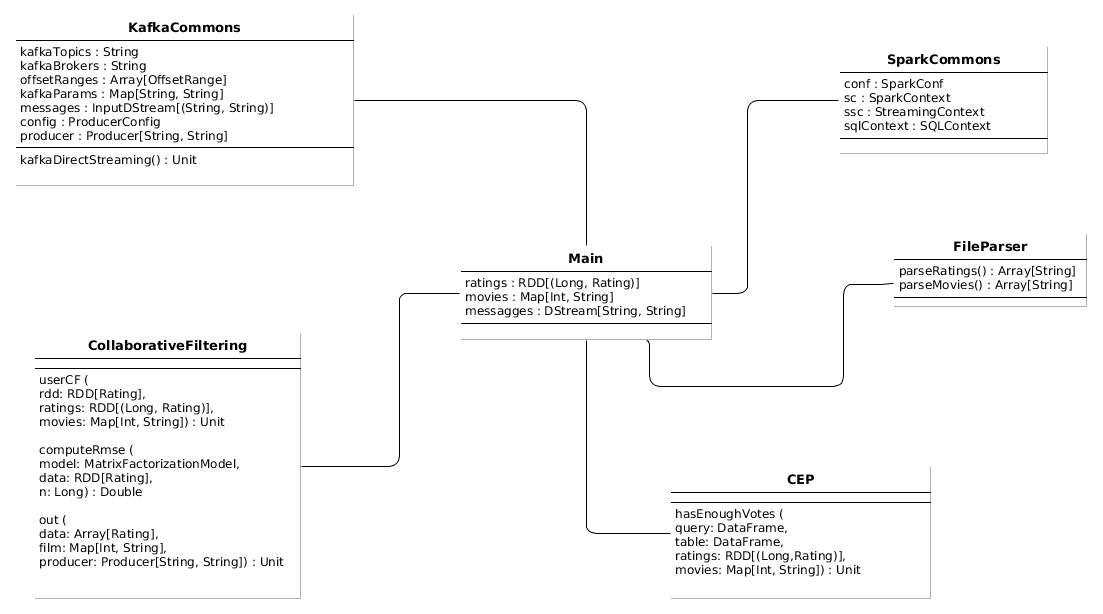 KafkaCommons
kafkaTopics : String
kafkaBrokers : String
offsetRanges : Array[OffsetRange]
kafkaParams : Map[String, String]
messages : InputDStream[(String, String)]
config : ProducerConfig
producer : Producer[String, String]
kafkaDirectStreaming() : Unit
SparkCommons
conf : SparkConf
sc : SparkContext
ssc : StreamingContext
sqlContext : SQLContext
Main
ratings : RDD[(Long, Rating)]
movies : Map[Int, String]
messagges : DStream[String, String]
FileParser
parseRatings() : Array[String]
parseMovies() : Array[String]
CollaborativeFiltering
userCF (
rdd: RDD[Rating],
ratings: RDD[(Long, Rating)],
movies: Map[Int, String]) : Unit
computeRmse (
model: MatrixFactorizationModel,
data: RDD[Rating],
n: Long) : Double
out (
data: Array[Rating],
film: Map[Int, String],
producer: Producer[String, String]) : Unit
CEP
hasEnoughVotes (
query: DataFrame,
table: DataFrame,
ratings: RDD[(Long,Rating)],
movies: Map[Int, String]) : Unit